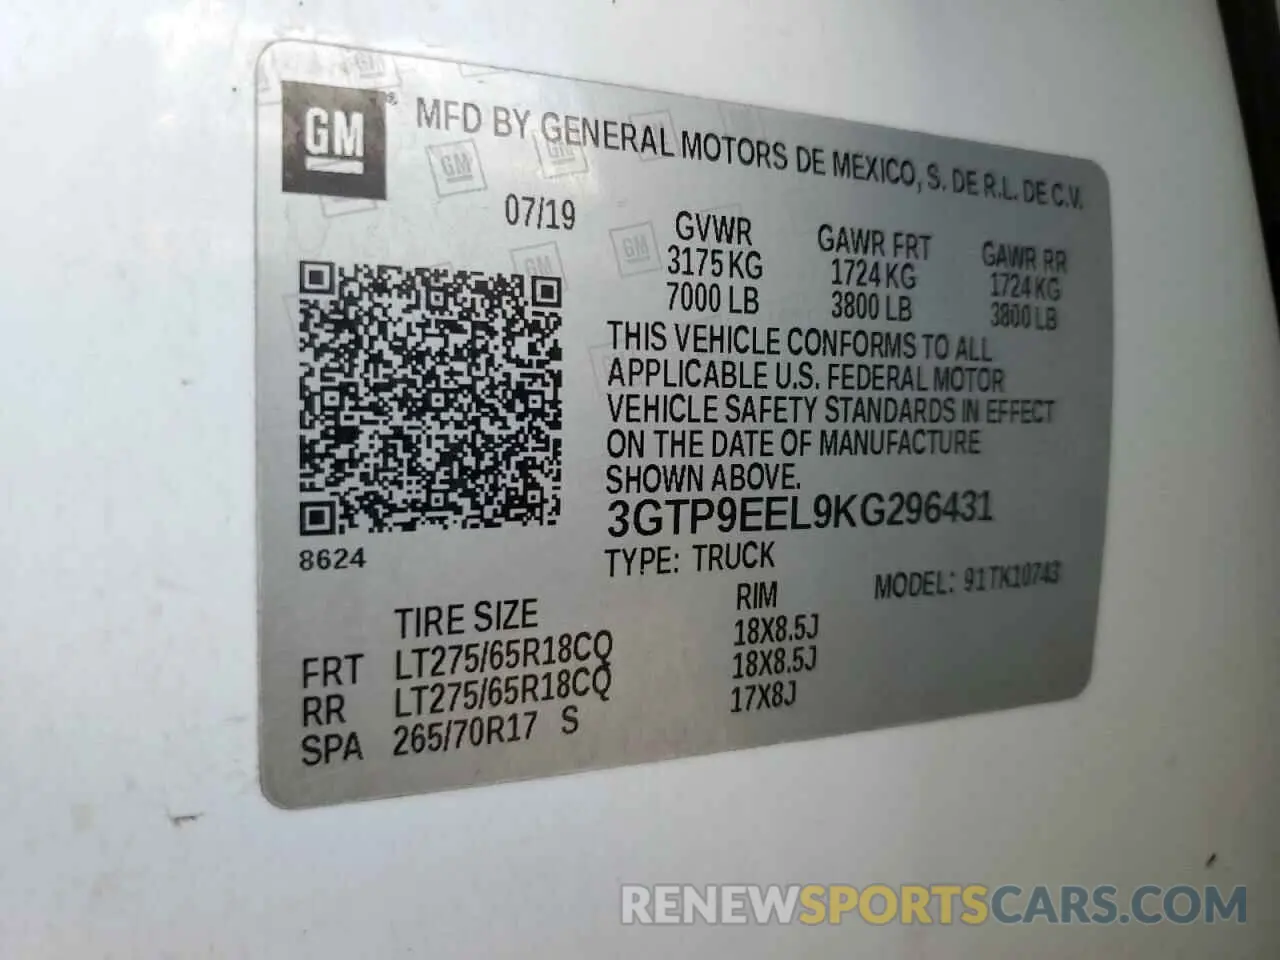 GM
MFD BY GENERAL MOTORS DE MEXICO, S. DE R.L. DE C.V.
07/19
GVWR
3175 KG
7000 LB
GAWR FRT
1724 KG
3800 LB
GAWR RR
1724 KG
3800 LB
THIS VEHICLE CONFORMS TO ALL
APPLICABLE U.S. FEDERAL MOTOR
VEHICLE SAFETY STANDARDS IN EFFECT
ON THE DATE OF MANUFACTURE
SHOWN ABOVE.
3GTP9EEL9KG296431
8624
TYPE: TRUCK
MODEL: 91TK10743
TIRE SIZE RIM
FRT LT275/65R18CQ 18X8.5J
RR LT275/65R18CQ 18X8.5J
SPA 265/70R17 S 17X8J
RENEWSPORTSCARS.COM